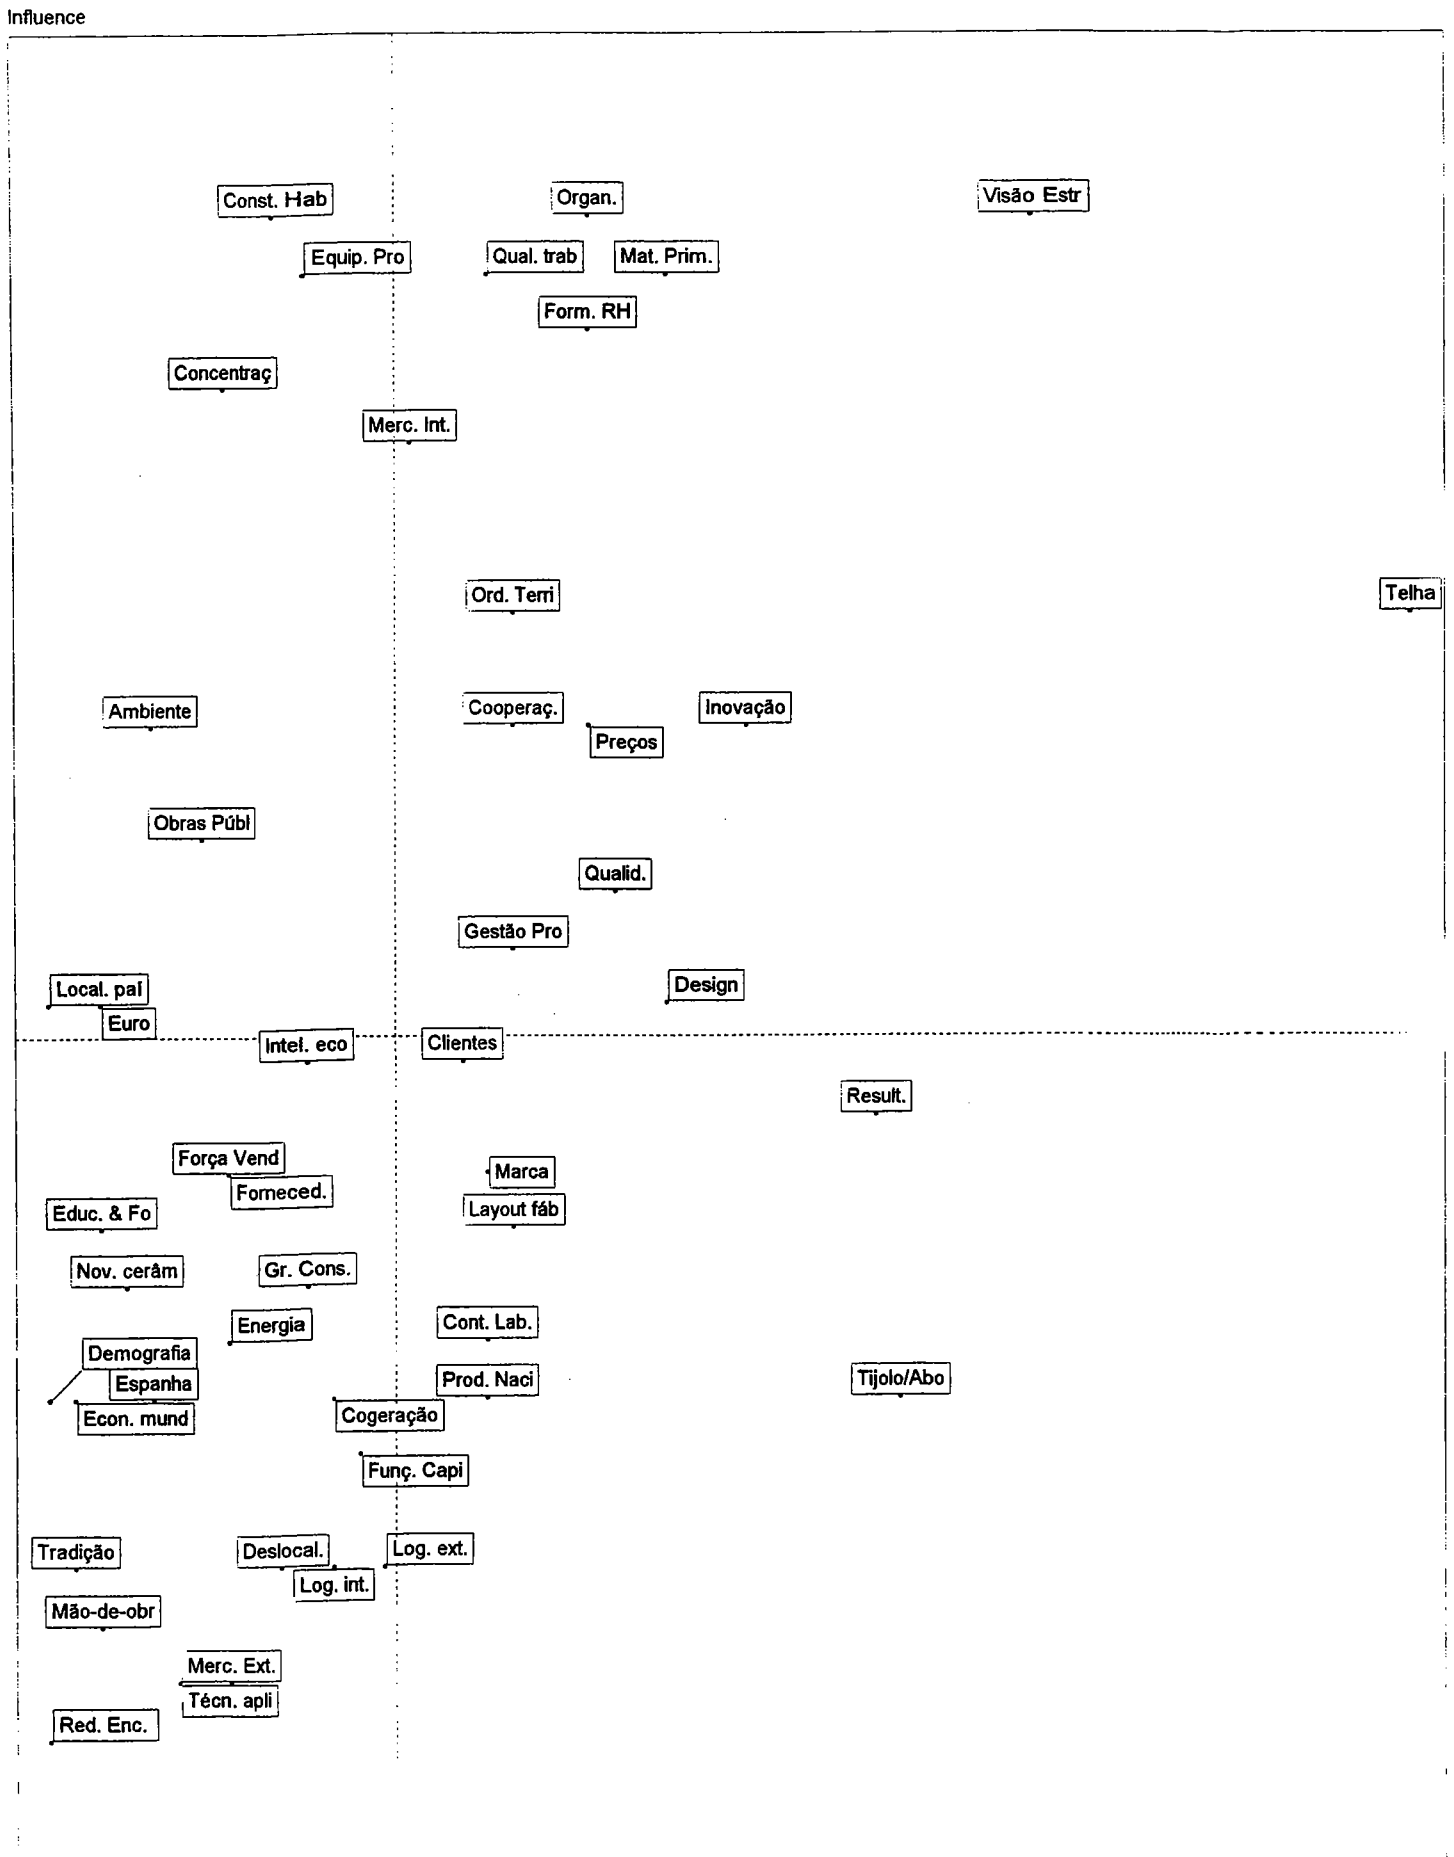 Influence
Const. Hab
Organ.
Visão Estr
Equip. Pro
Qual. trab
Mat. Prim.
Form. RH
Concentraç
Merc. Int.
Ord. Terri
Telha
Ambiente
Cooperaç.
Inovação
Preços
Obras Públ
Qualid.
Gestão Pro
Local. paí
Design
Euro
Intel. eco
Clientes
Result.
Força Vend
Marca
Forneced.
Educ. & Fo
Layout fáb
Nov. cerâm
Gr. Cons.
Energia
Cont. Lab.
Demografia
Espanha
Prod. Naci
Tijolo/Abo
Econ. mund
Cogeração
Funç. Capi
Tradição
Deslocal.
Log. ext.
Log. int.
Mão-de-obr
Merc. Ext.
Técn. apli
Red. Enc.